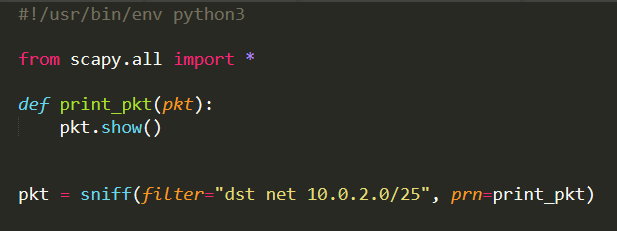 #!/usr/bin/env python3
from scapy.all import *
def print_pkt(pkt):
    pkt.show()
pkt = sniff(filter="dst net 10.0.2.0/25", prn=print_pkt)